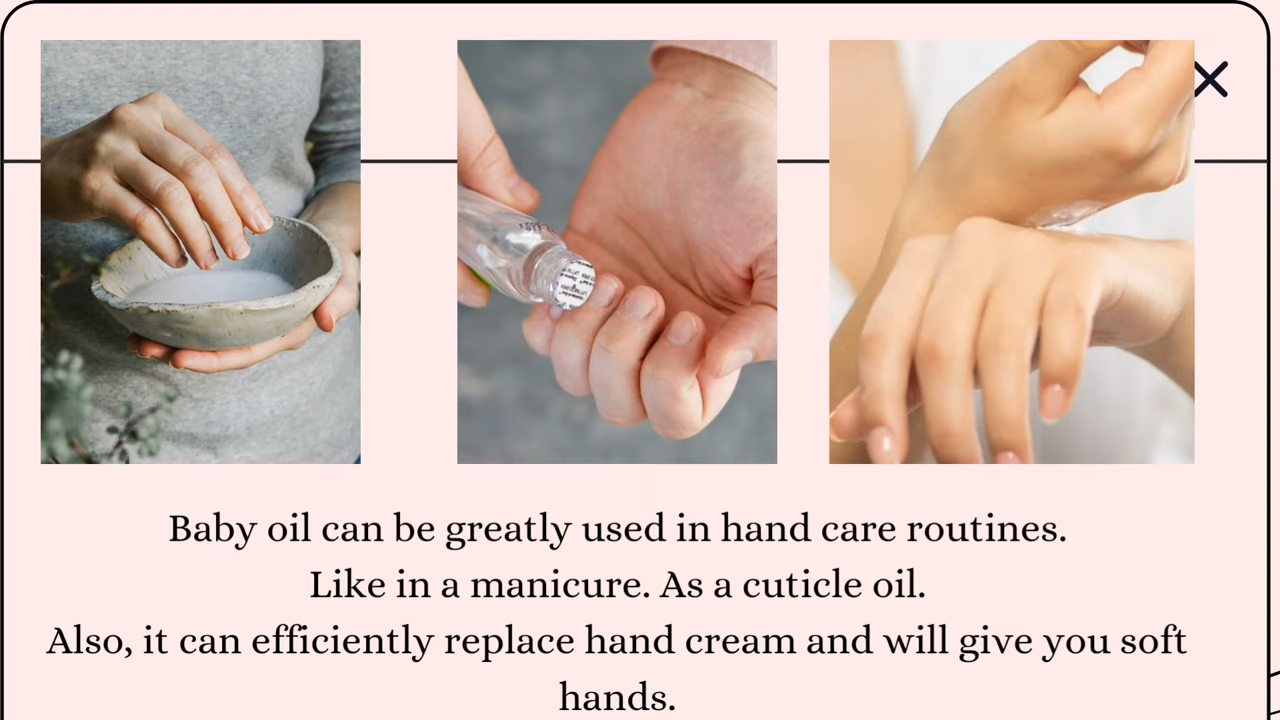 Baby oil can be greatly used in hand care routines.
Like in a manicure. As a cuticle oil.
Also, it can efficiently replace hand cream and will give you soft
hands.